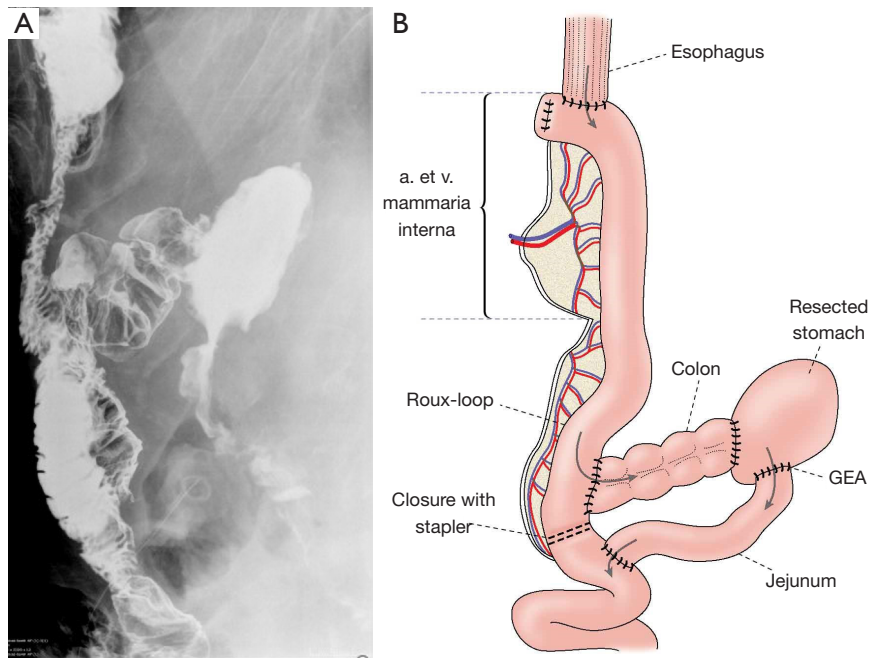 A
B
Esophagus
a. et v.
mammaria
interna
Resected
stomach
Colon
Roux-loop
GEA
Closure with
stapler
Jejunum